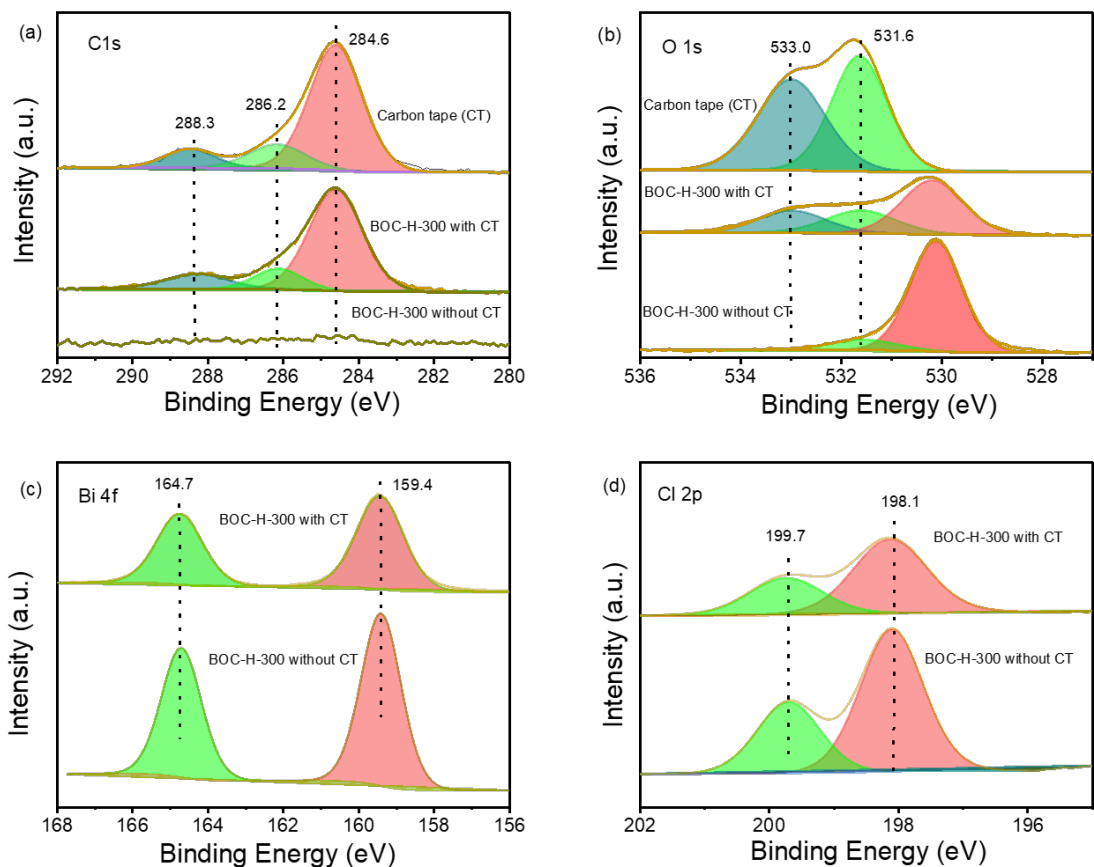 (a)
C1s
284.6
286.2
288.3
Carbon tape (CT)
BOC-H-300 with CT
BOC-H-300 without CT
Intensity (a.u.)
292 290 288 286 284 282 280
Binding Energy (eV)
(b)
O 1s
533.0
531.6
Carbon tape (CT)
BOC-H-300 with CT
BOC-H-300 without CT
Intensity (a.u.)
536 534 532 530 528
Binding Energy (eV)
(c)
Bi 4f
164.7
159.4
BOC-H-300 with CT
BOC-H-300 without CT
Intensity (a.u.)
168 166 164 162 160 158 156
Binding Energy (eV)
(d)
Cl 2p
198.1
199.7
BOC-H-300 with CT
BOC-H-300 without CT
Intensity (a.u.)
202 200 198 196
Binding Energy (eV)